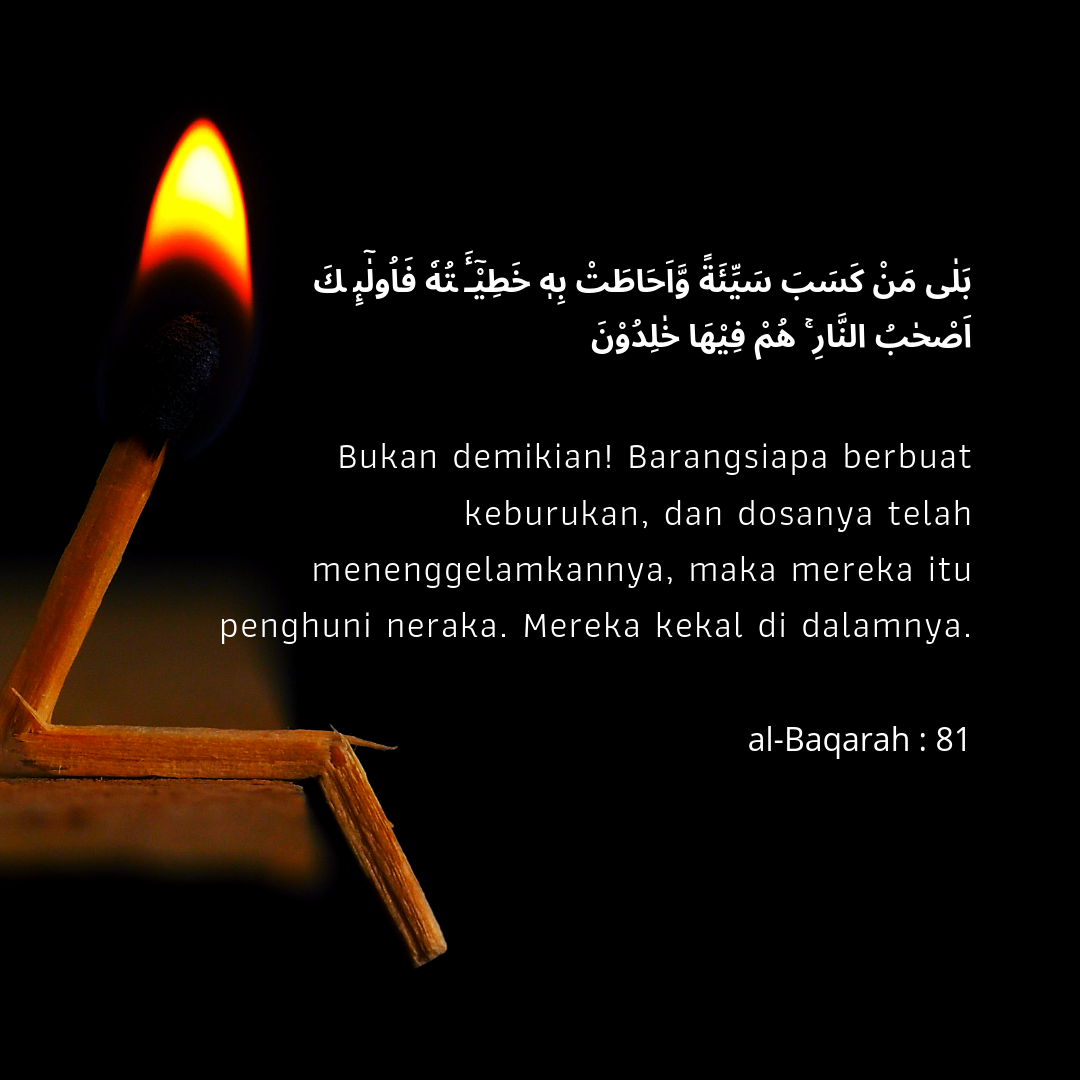 بَلٰى مَنْ كَسَبَ سَيِّئَةً وَّاَحَاطَتْ بِهٖ خَطِيْۤـَٔتُهٗ فَاُولٰۤىِٕكَ
اَصْحٰبُ النَّارِ ۚ هُمْ فِيْهَا خٰلِدُوْنَ
Bukan demikian! Barangsiapa berbuat
keburukan, dan dosanya telah
menenggelamkannya, maka mereka itu
penghuni neraka. Mereka kekal di dalamnya.
al-Baqarah : 81